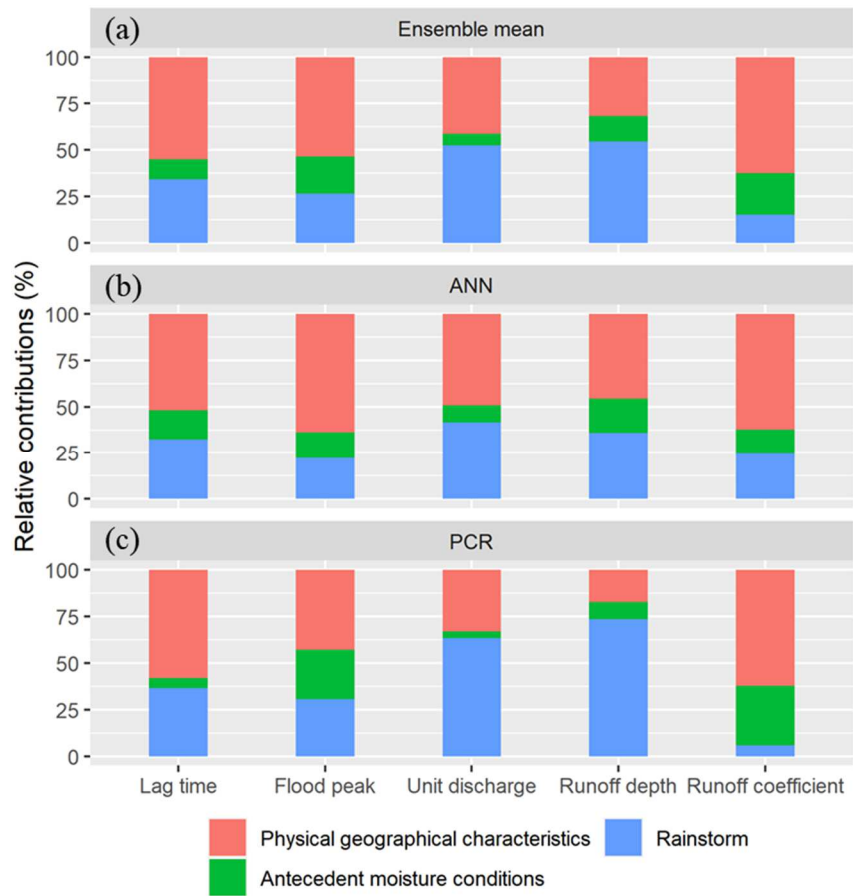 (a)
Ensemble mean
100
75
50
25
0
(b)
ANN
100
75
50
25
0
(c)
PCR
100
75
50
25
0
Relative contributions (%)
Lag time Flood peak Unit discharge Runoff depth Runoff coefficient
Physical geographical characteristics Rainstorm
Antecedent moisture conditions